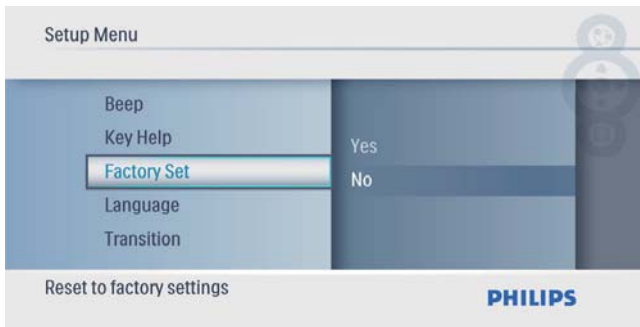 Setup Menu
Beep
Key Help
Factory Set
Language
Transition
Yes
No
Reset to factory settings
PHILIPS